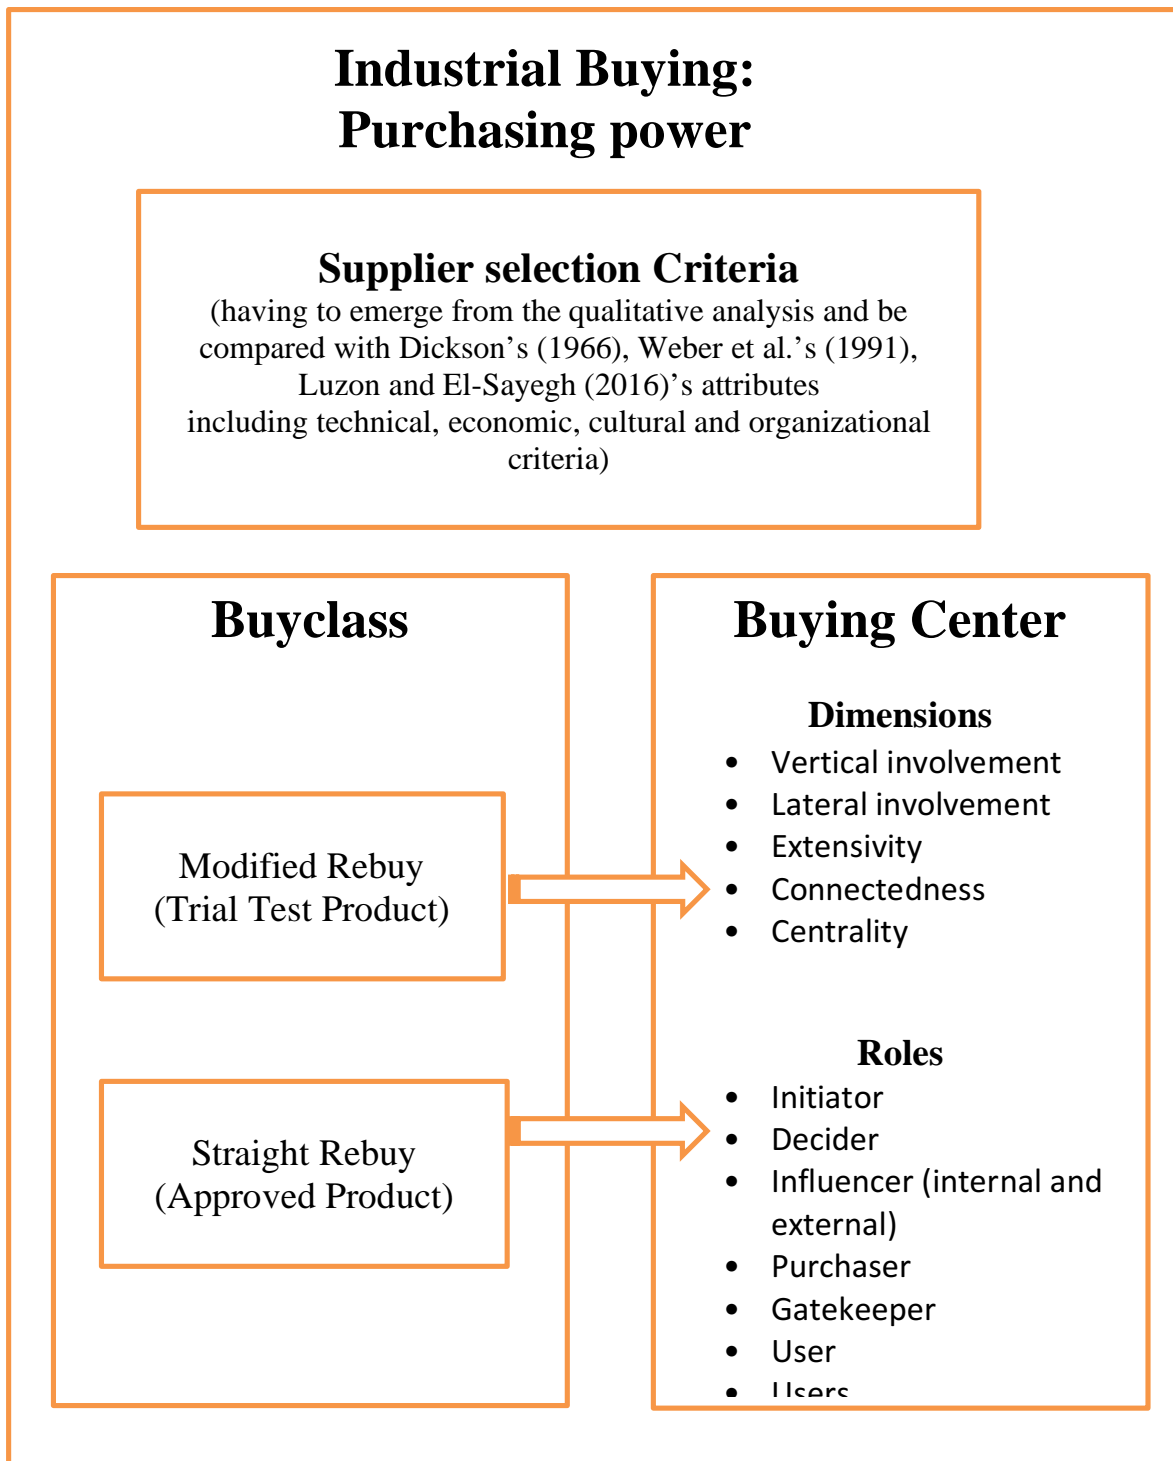 Industrial Buying:
Purchasing power
Supplier selection Criteria
(having to emerge from the qualitative analysis and be
compared with Dickson’s (1966), Weber et al.’s (1991),
Luzon and El-Sayegh (2016)’s attributes
including technical, economic, cultural and organizational
criteria)
Buyclass
Modified Rebuy
(Trial Test Product)
Straight Rebuy
(Approved Product)
Buying Center
Dimensions
• Vertical involvement
• Lateral involvement
• Extensivity
• Connectedness
• Centrality
Roles
• Initiator
• Decider
• Influencer (internal and
external)
• Purchaser
• Gatekeeper
• User
• Users